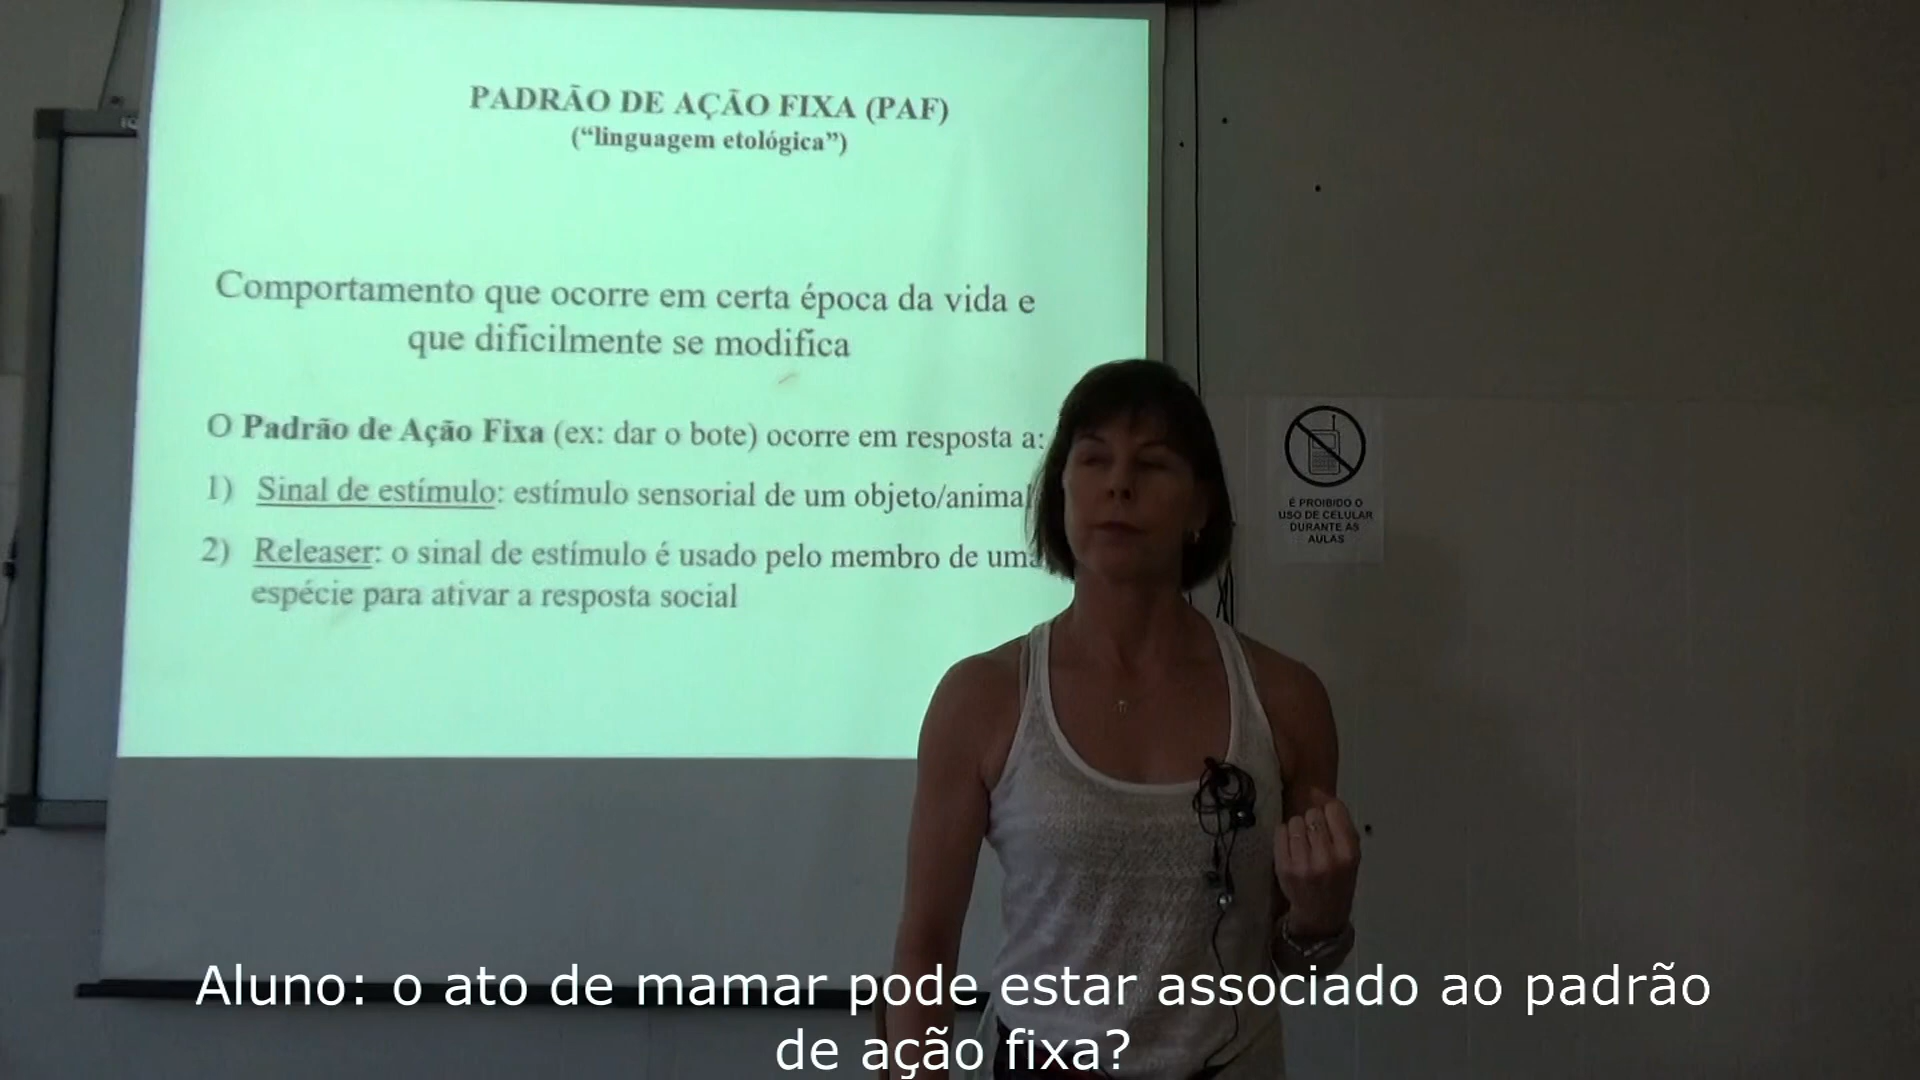 PADRÃO DE AÇÃO FIXA (PAF)
(“linguagem etológica”)
Comportamento que ocorre em certa época da vida e
que dificilmente se modifica
O Padrão de Ação Fixa (ex: dar o bote) ocorre em resposta a:
1) Sinal de estímulo: estímulo sensorial de um objeto/animal
2) Releaser: o sinal de estímulo é usado pelo membro de uma
espécie para ativar a resposta social
É PROIBIDO O
USO DE CELULAR
DURANTE AS
AULAS
Aluno: o ato de mamar pode estar associado ao padrão
de ação fixa?